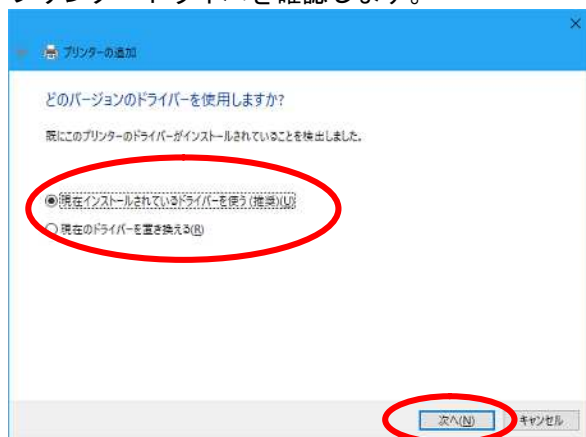 プリンタードライバを確認します。
プリンターの追加
どのバージョンのドライバーを使用しますか?
既にこのプリンターのドライバーがインストールされていることを検出しました。
現在インストールされているドライバーを使う(推奨)(U)
現在のドライバーを置き換える(R)
次へ(N)
キャンセル